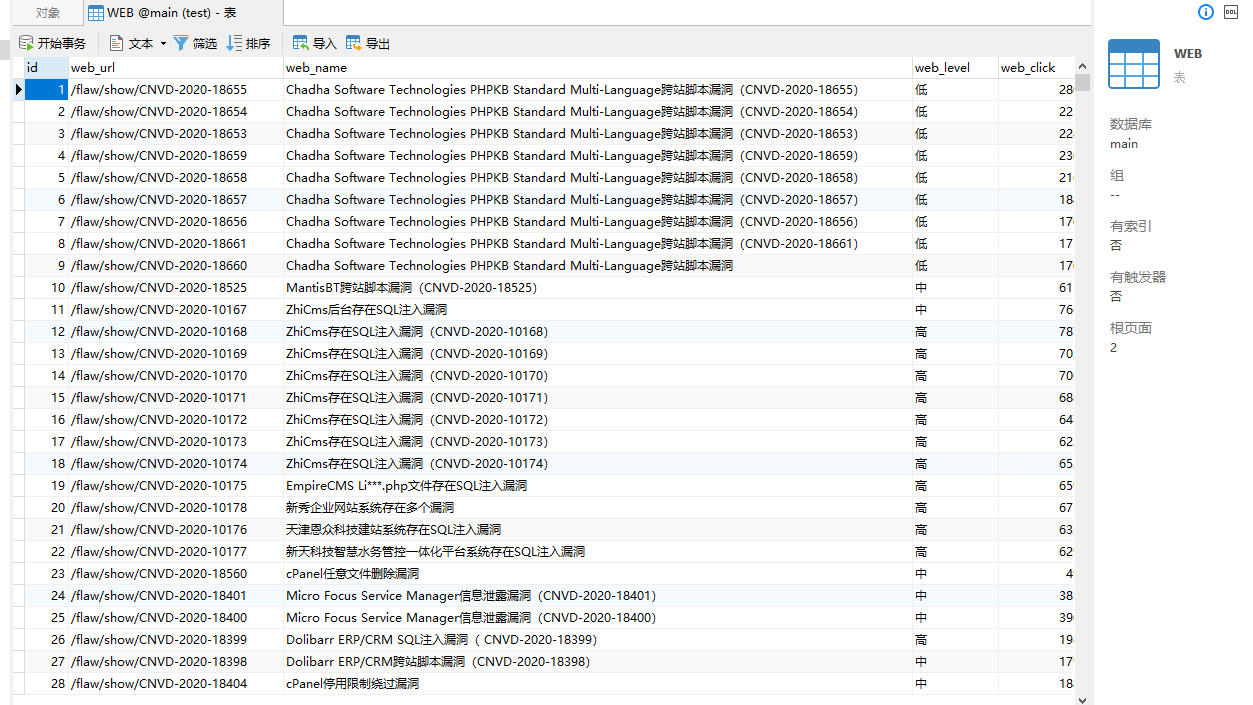 对象 WEB @main (test) - 表
开始事务 文本 筛选 排序 导入 导出
id web_url web_name web_level web_click
1 /flaw/show/CNVD-2020-18655 Chadha Software Technologies PHPKB Standard Multi-Language跨站脚本漏洞（CNVD-2020-18655） 低
2 /flaw/show/CNVD-2020-18654 Chadha Software Technologies PHPKB Standard Multi-Language跨站脚本漏洞（CNVD-2020-18654） 低 22
3 /flaw/show/CNVD-2020-18653 Chadha Software Technologies PHPKB Standard Multi-Language跨站脚本漏洞（CNVD-2020-18653） 低 22
4 /flaw/show/CNVD-2020-18659 Chadha Software Technologies PHPKB Standard Multi-Language跨站脚本漏洞（CNVD-2020-18659） 低 23
5 /flaw/show/CNVD-2020-18658 Chadha Software Technologies PHPKB Standard Multi-Language跨站脚本漏洞（CNVD-2020-18658） 低 21
6 /flaw/show/CNVD-2020-18657 Chadha Software Technologies PHPKB Standard Multi-Language跨站脚本漏洞（CNVD-2020-18657） 低 18
7 /flaw/show/CNVD-2020-18656 Chadha Software Technologies PHPKB Standard Multi-Language跨站脚本漏洞（CNVD-2020-18656） 低 17
8 /flaw/show/CNVD-2020-18661 Chadha Software Technologies PHPKB Standard Multi-Language跨站脚本漏洞（CNVD-2020-18661） 低 17
9 /flaw/show/CNVD-2020-18660 Chadha Software Technologies PHPKB Standard Multi-Language跨站脚本漏洞 低 17
10 /flaw/show/CNVD-2020-18525 MantisBT跨站脚本漏洞（CNVD-2020-18525） 中 61
11 /flaw/show/CNVD-2020-10167 ZhiCms后台存在SQL注入漏洞 中 76
12 /flaw/show/CNVD-2020-10168 ZhiCms存在SQL注入漏洞（CNVD-2020-10168） 高 78
13 /flaw/show/CNVD-2020-10169 ZhiCms存在SQL注入漏洞（CNVD-2020-10169） 高 70
14 /flaw/show/CNVD-2020-10170 ZhiCms存在SQL注入漏洞（CNVD-2020-10170） 高 70
15 /flaw/show/CNVD-2020-10171 ZhiCms存在SQL注入漏洞（CNVD-2020-10171） 高 68
16 /flaw/show/CNVD-2020-10172 ZhiCms存在SQL注入漏洞（CNVD-2020-10172） 高 64
17 /flaw/show/CNVD-2020-10173 ZhiCms存在SQL注入漏洞（CNVD-2020-10173） 高 62
18 /flaw/show/CNVD-2020-10174 ZhiCms存在SQL注入漏洞（CNVD-2020-10174） 高 65
19 /flaw/show/CNVD-2020-10175 EmpireCMS Li***.php文件存在SQL注入漏洞 高 65
20 /flaw/show/CNVD-2020-10178 新秀企业网站系统存在多个漏洞 高 67
21 /flaw/show/CNVD-2020-10176 天津恩众科技建站系统存在SQL注入漏洞 高 63
22 /flaw/show/CNVD-2020-10177 新天科技智慧水务管控一体化平台系统存在SQL注入漏洞 高 62
23 /flaw/show/CNVD-2020-18560 cPanel任意文件删除漏洞 中 4
24 /flaw/show/CNVD-2020-18401 Micro Focus Service Manager信息泄露漏洞（CNVD-2020-18401） 中 38
25 /flaw/show/CNVD-2020-18400 Micro Focus Service Manager信息泄露漏洞（CNVD-2020-18400） 中 39
26 /flaw/show/CNVD-2020-18399 Dolibarr ERP/CRM SQL注入漏洞（ CNVD-2020-18399） 高 19
27 /flaw/show/CNVD-2020-18398 Dolibarr ERP/CRM跨站脚本漏洞（CNVD-2020-18398） 中 17
28 /flaw/show/CNVD-2020-18404 cPanel停用限制绕过漏洞 中 18
DDL
WEB
表
数据库
main
组
--
有索引
否
有触发器
否
根页面
2